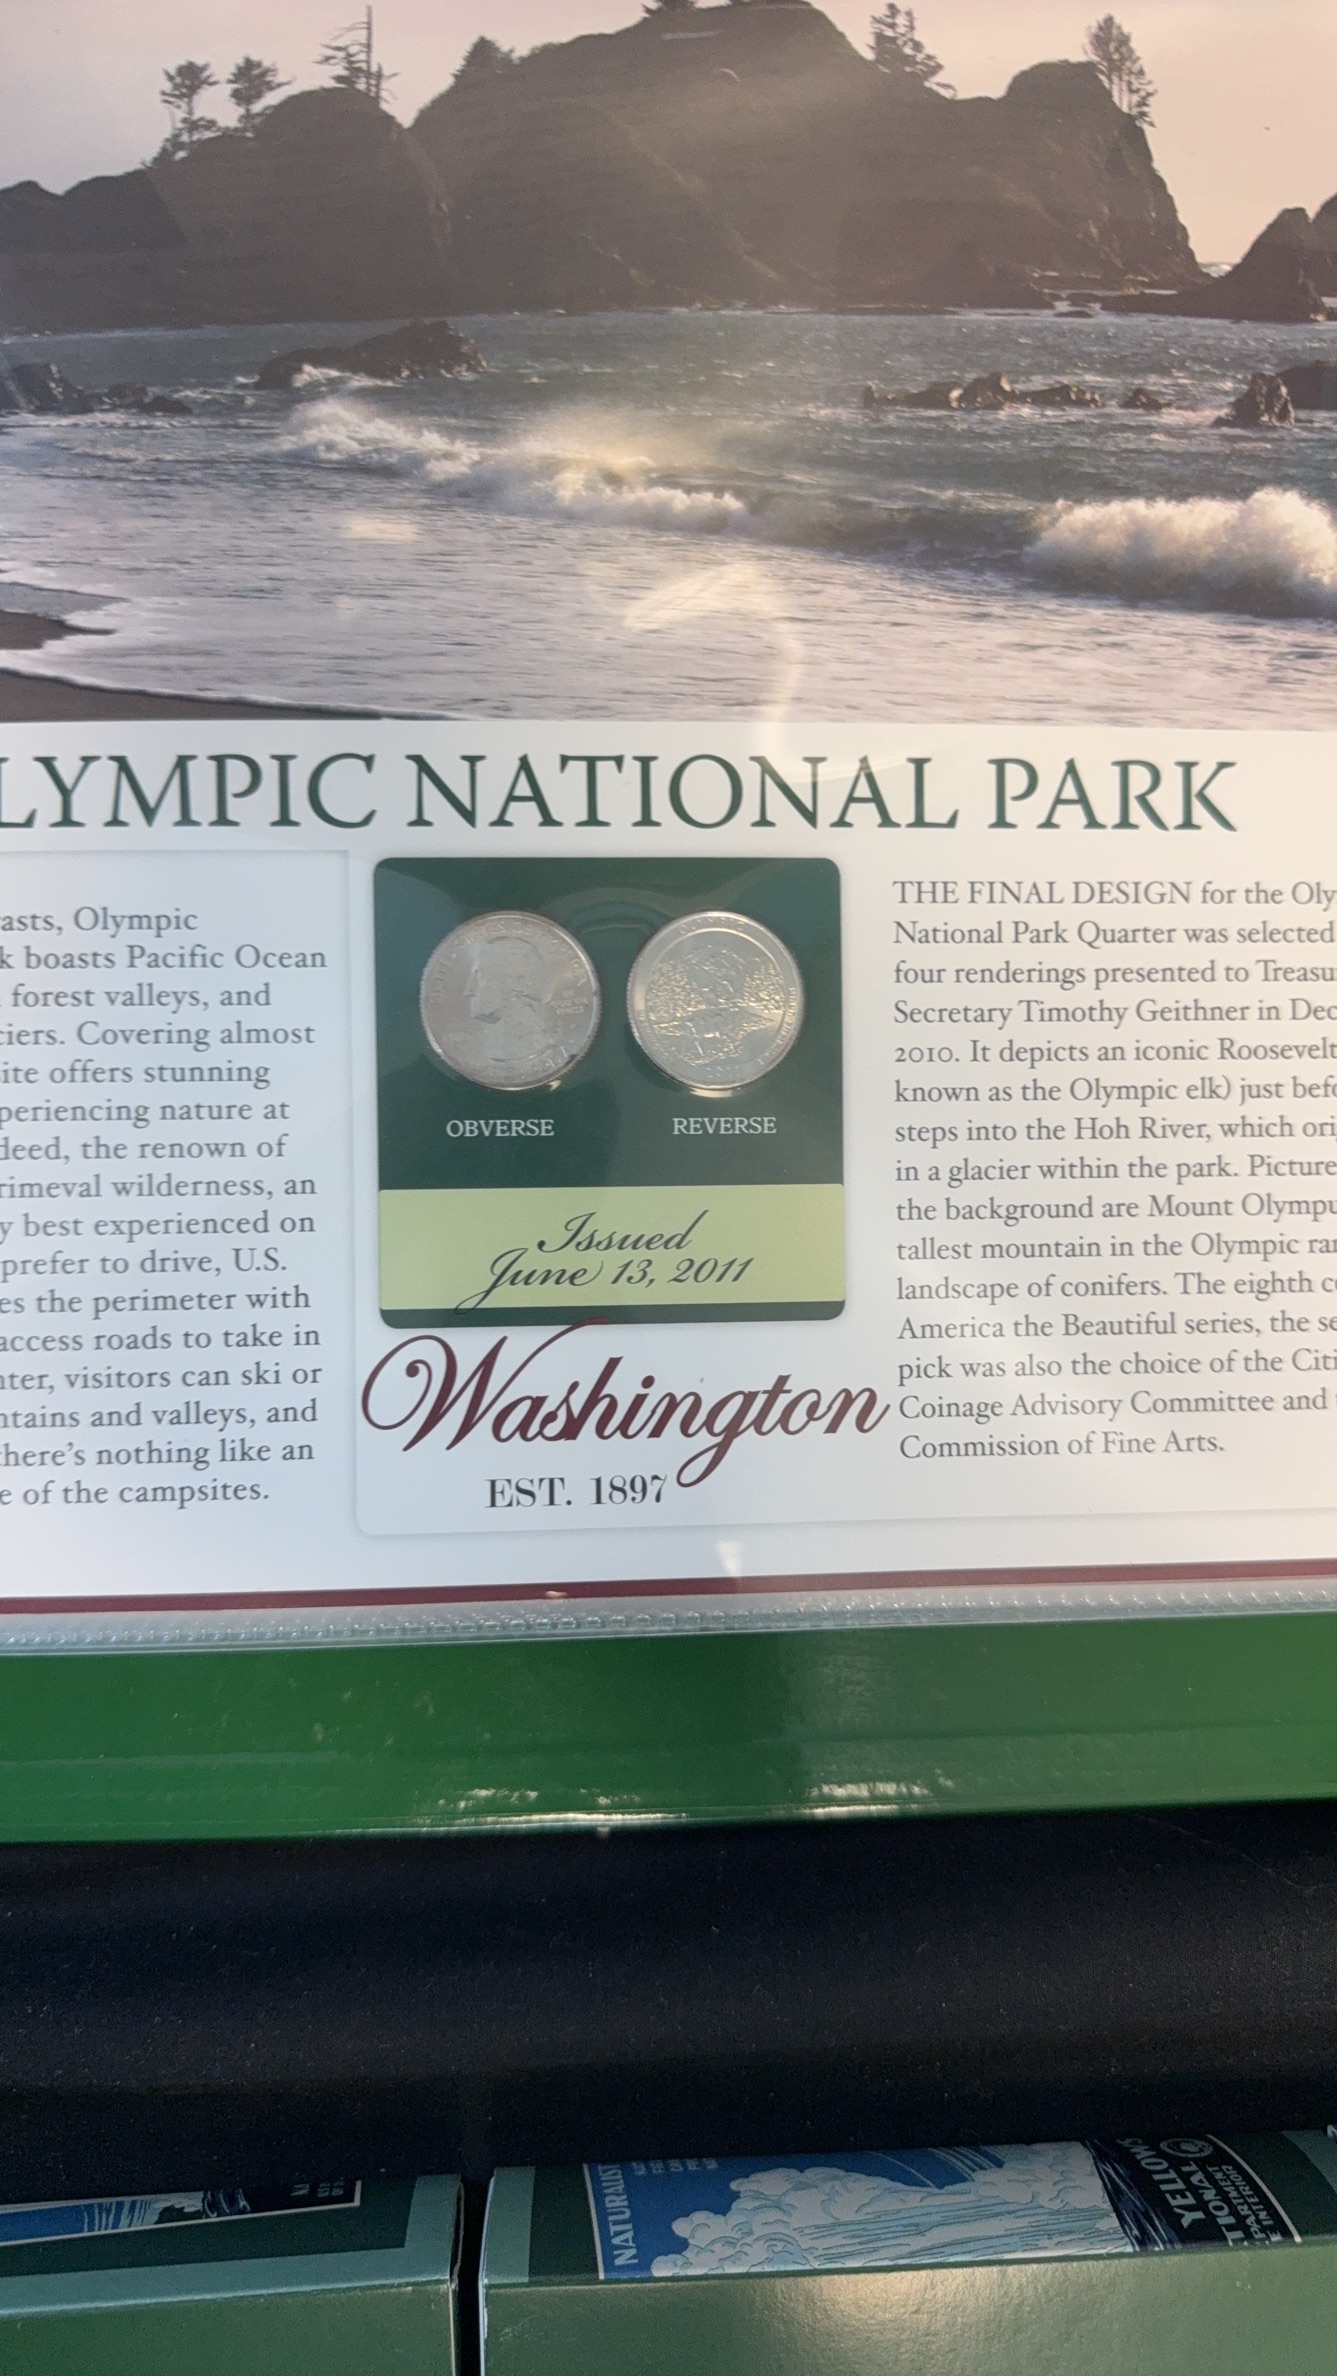 LYMPIC NATIONAL PARK
asts, Olympic
k boasts Pacific Ocean
forest valleys, and
ciers. Covering almost
ite offers stunning
periencing nature at
deed, the renown of
rimeval wilderness, an
y best experienced on
prefer to drive, U.S.
es the perimeter with
access roads to take in
nter, visitors can ski or
ntains and valleys, and
there's nothing like an
e of the campsites.
OBVERSE
REVERSE
Issued
June 13, 2011
Washington
EST. 1897
THE FINAL DESIGN for the Oly
National Park Quarter was selected
four renderings presented to Treasu
Secretary Timothy Geithner in Dec
2010. It depicts an iconic Roosevelt
known as the Olympic elk) just befo
steps into the Hoh River, which ori
in a glacier within the park. Picture
the background are Mount Olympu
tallest mountain in the Olympic ran
landscape of conifers. The eighth c
America the Beautiful series, the se
pick was also the choice of the Citi
Coinage Advisory Committee and
Commission of Fine Arts.
NATURALIST
YELLOWS
TIONAL
PARTMENT
E INTERIOR